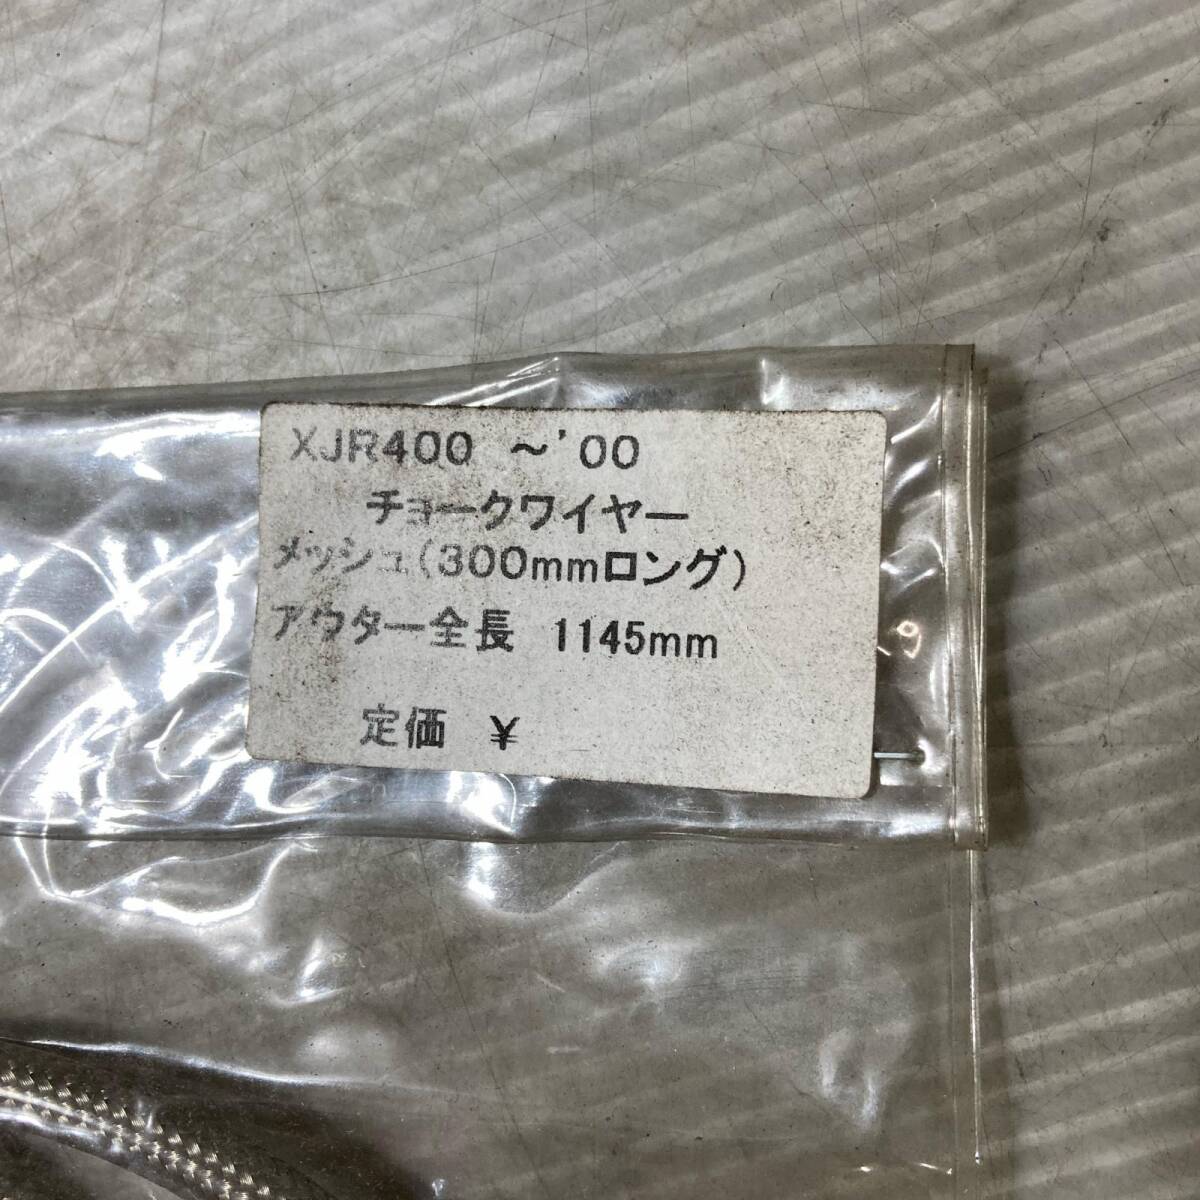 XJR400 ～'00
チョークワイヤー
メッシュ(300mmロング)
アウター全長 1145mm
定価 ¥